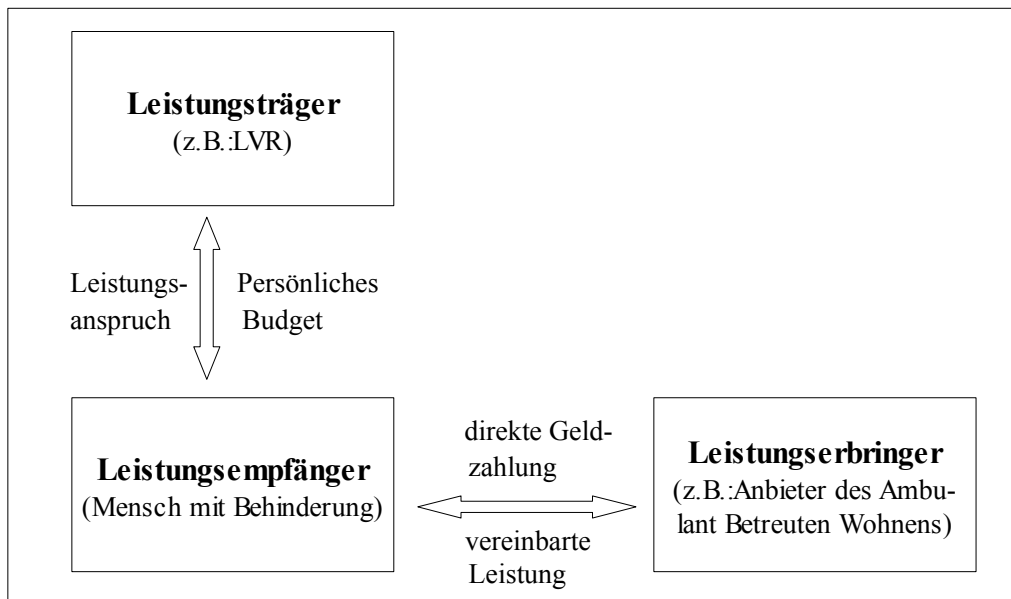 Leistungsträger
(z.B.:LVR)
Leistungs-
anspruch
Persönliches
Budget
Leistungsempfänger
(Mensch mit Behinderung)
direkte Geld-
zahlung
vereinbarte
Leistung
Leistungserbringer
(z.B.:Anbieter des Ambu-
lant Betreuten Wohnens)